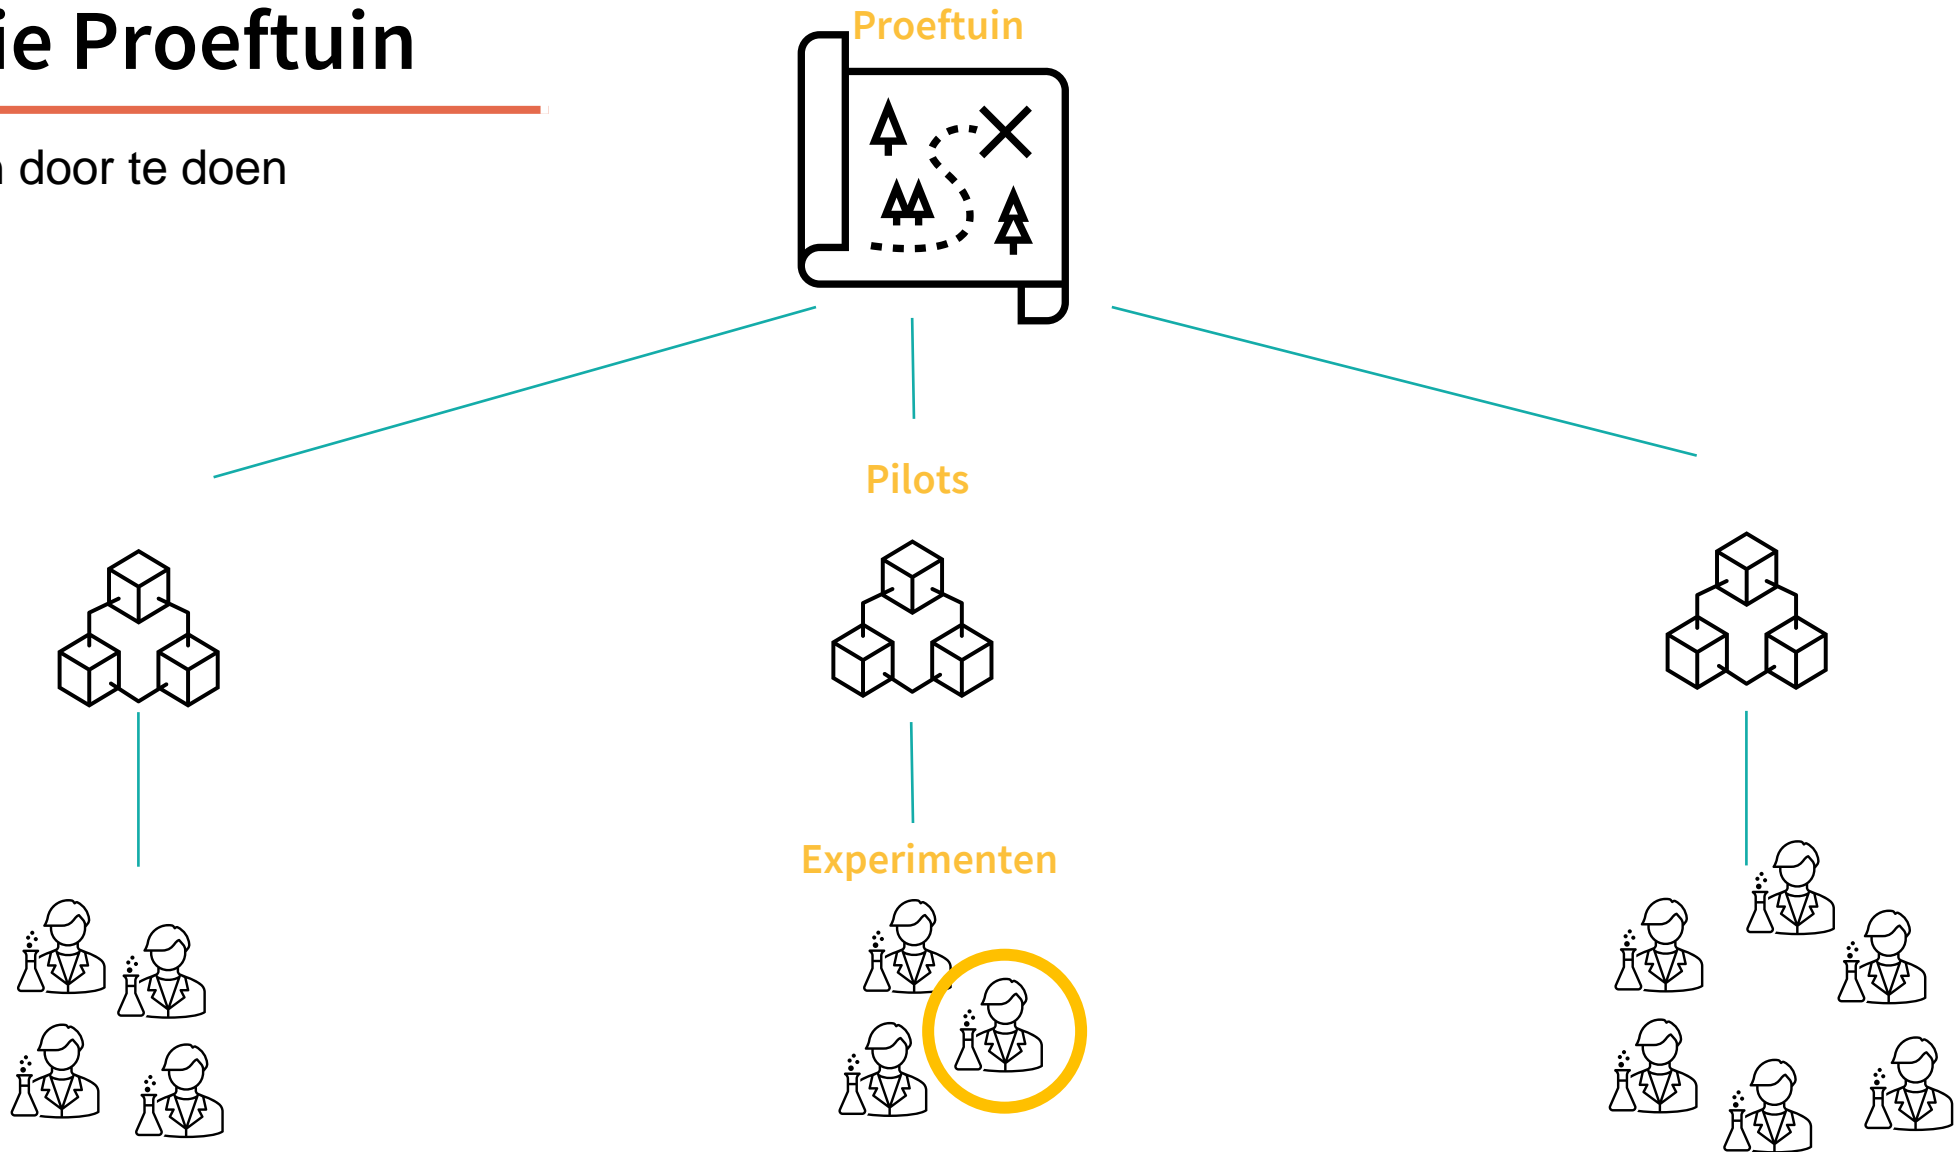 ie Proeftuin
door te doen
Proeftuin
Pilots
Experimenten